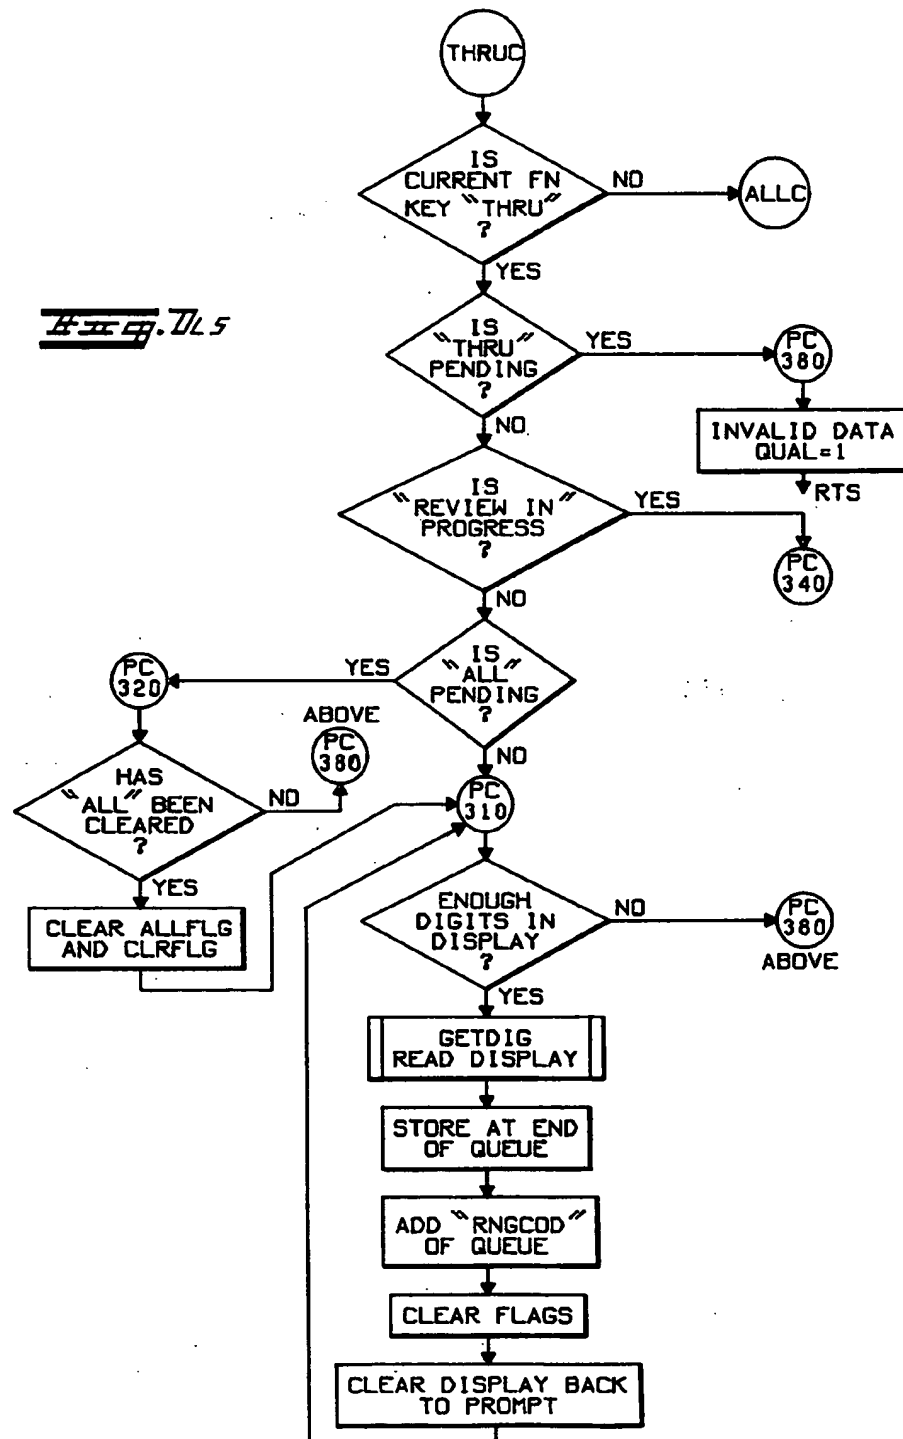 THRUC
IS
CURRENT FN
KEY "THRU"
?
NO
ALLC
YES
Fig. 7L5
IS
"THRU"
PENDING
?
YES
PC
380
INVALID DATA
QUAL=1
RTS
NO
IS
"REVIEW IN"
PROGRESS
?
YES
PC
340
NO
IS
"ALL"
PENDING
?
YES
PC
320
NO
HAS
"ALL" BEEN
CLEARED
?
NO
ABOVE
PC
380
YES
CLEAR ALLFLG
AND CLRFLG
PC
310
ENOUGH
DIGITS IN
DISPLAY
?
NO
PC
380
ABOVE
YES
GETDIG
READ DISPLAY
STORE AT END
OF QUEUE
ADD "RNGCOD"
OF QUEUE
CLEAR FLAGS
CLEAR DISPLAY BACK
TO PROMPT